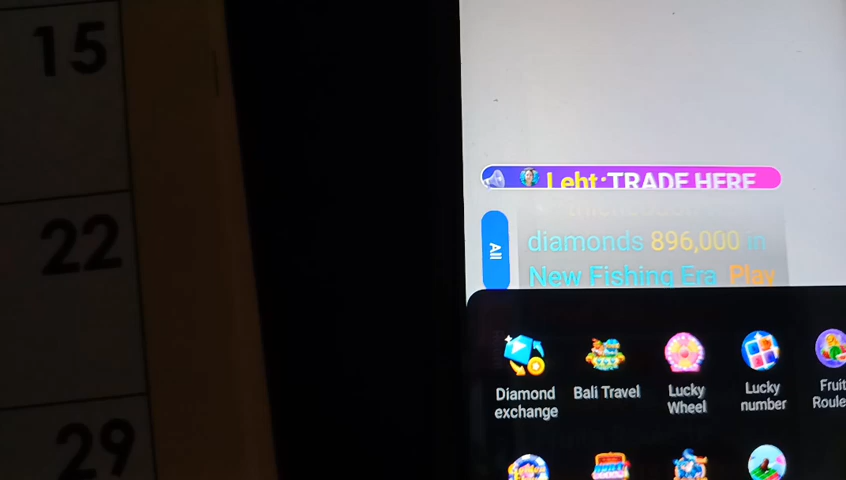 15
22
29
Leht:TRADE HERE
diamonds 896,000 in
New Fishing Era Play
All
Diamond
exchange
Bali Travel
Lucky
Wheel
Lucky
number
Fruit